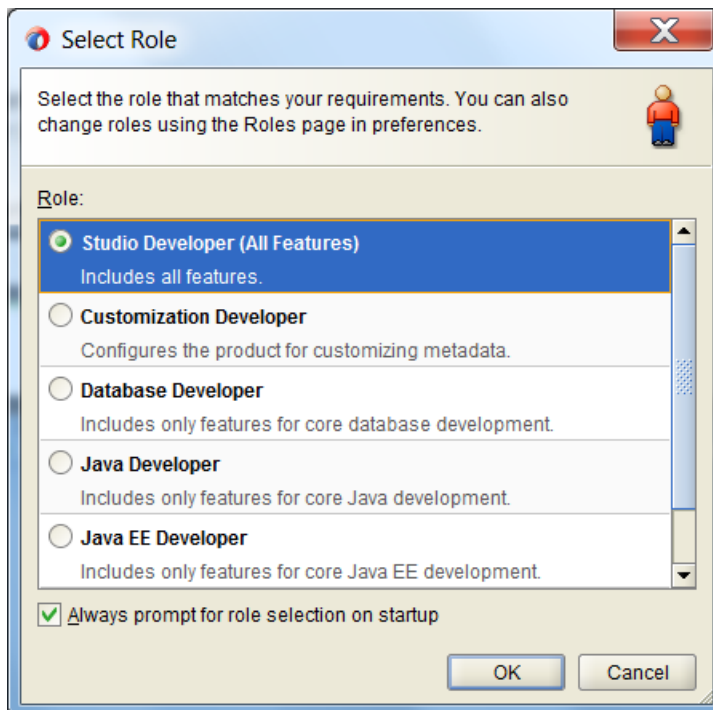 Select Role
Select the role that matches your requirements. You can also
change roles using the Roles page in preferences.
Role:
Studio Developer (All Features)
Includes all features.
Customization Developer
Configures the product for customizing metadata.
Database Developer
Includes only features for core database development.
Java Developer
Includes only features for core Java development.
Java EE Developer
Includes only features for core Java EE development.
Always prompt for role selection on startup
OK
Cancel